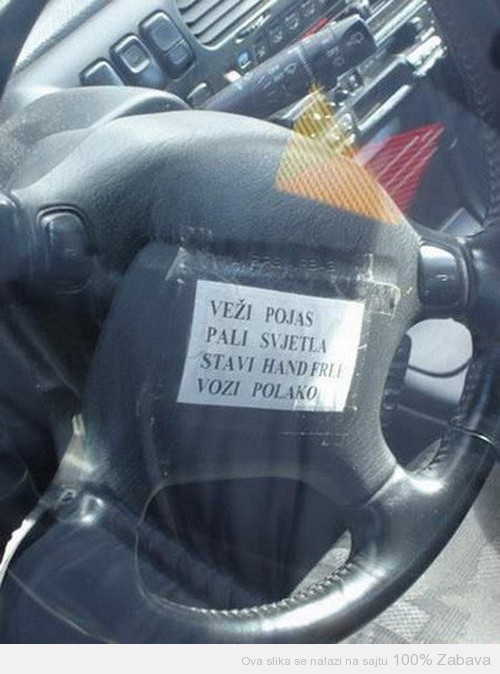 VEŽI POJAS
PALI SVJETLA
STAVI HAND FREE
VOZI POLAKO
Ova slika se nalazi na sajtu 100% Zabava